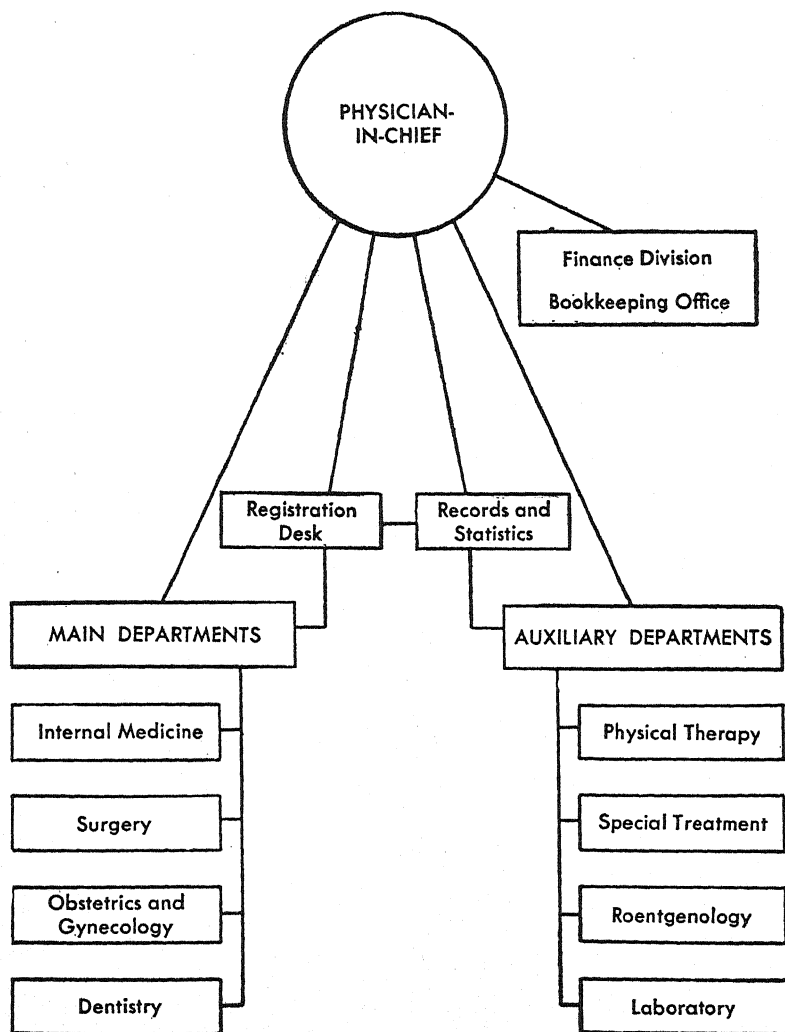 PHYSICIAN-
IN-CHIEF
Finance Division
Bookkeeping Office
Registration
Desk
Records and
Statistics
MAIN DEPARTMENTS
AUXILIARY DEPARTMENTS
Internal Medicine
Surgery
Obstetrics and
Gynecology
Dentistry
Physical Therapy
Special Treatment
Roentgenology
Laboratory